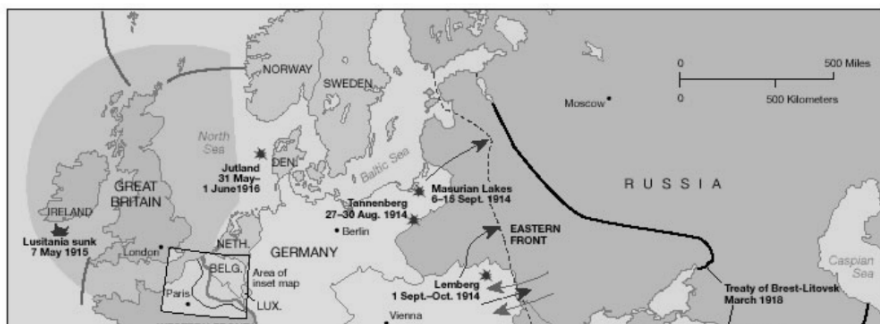 NORWAY
SWEDEN
0 500 Miles
0 500 Kilometers
Moscow
North
Sea
Jutland
31 May–
1 June1916
DEN.
Baltic Sea
Masurian Lakes
6–15 Sept. 1914
RUSSIA
GREAT
BRITAIN
IRELAND
Tannenberg
27–30 Aug. 1914
Berlin
EASTERN
FRONT
Lusitania sunk
7 May 1915
London
NETH.
GERMANY
BELG.
Area of
inset map
Lemberg
1 Sept.–Oct. 1914
Caspian
Sea
Treaty of Brest-Litovsk
March 1918
Paris
LUX.
Vienna